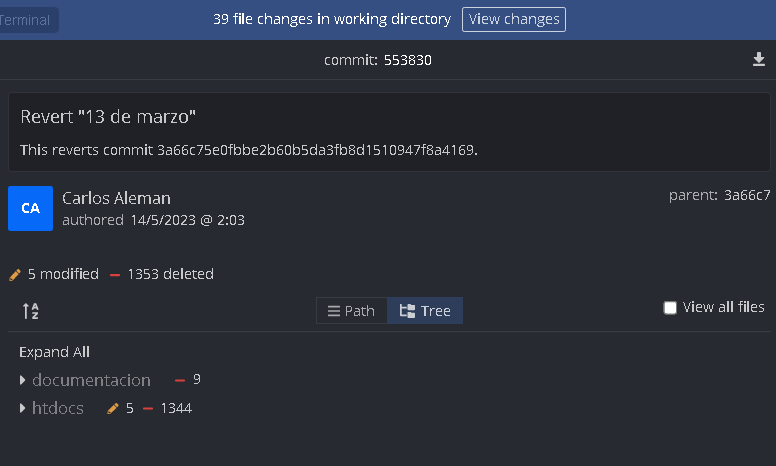 Terminal
39 file changes in working directory View changes
commit: 553830
Revert "13 de marzo"
This reverts commit 3a66c75e0fbbe2b60b5da3fb8d1510947f8a4169.
CA
Carlos Aleman
authored 14/5/2023 @ 2:03
parent: 3a66c7
5 modified 1353 deleted
A Z
Path Tree
View all files
Expand All
documentacion 9
htdocs 5 1344